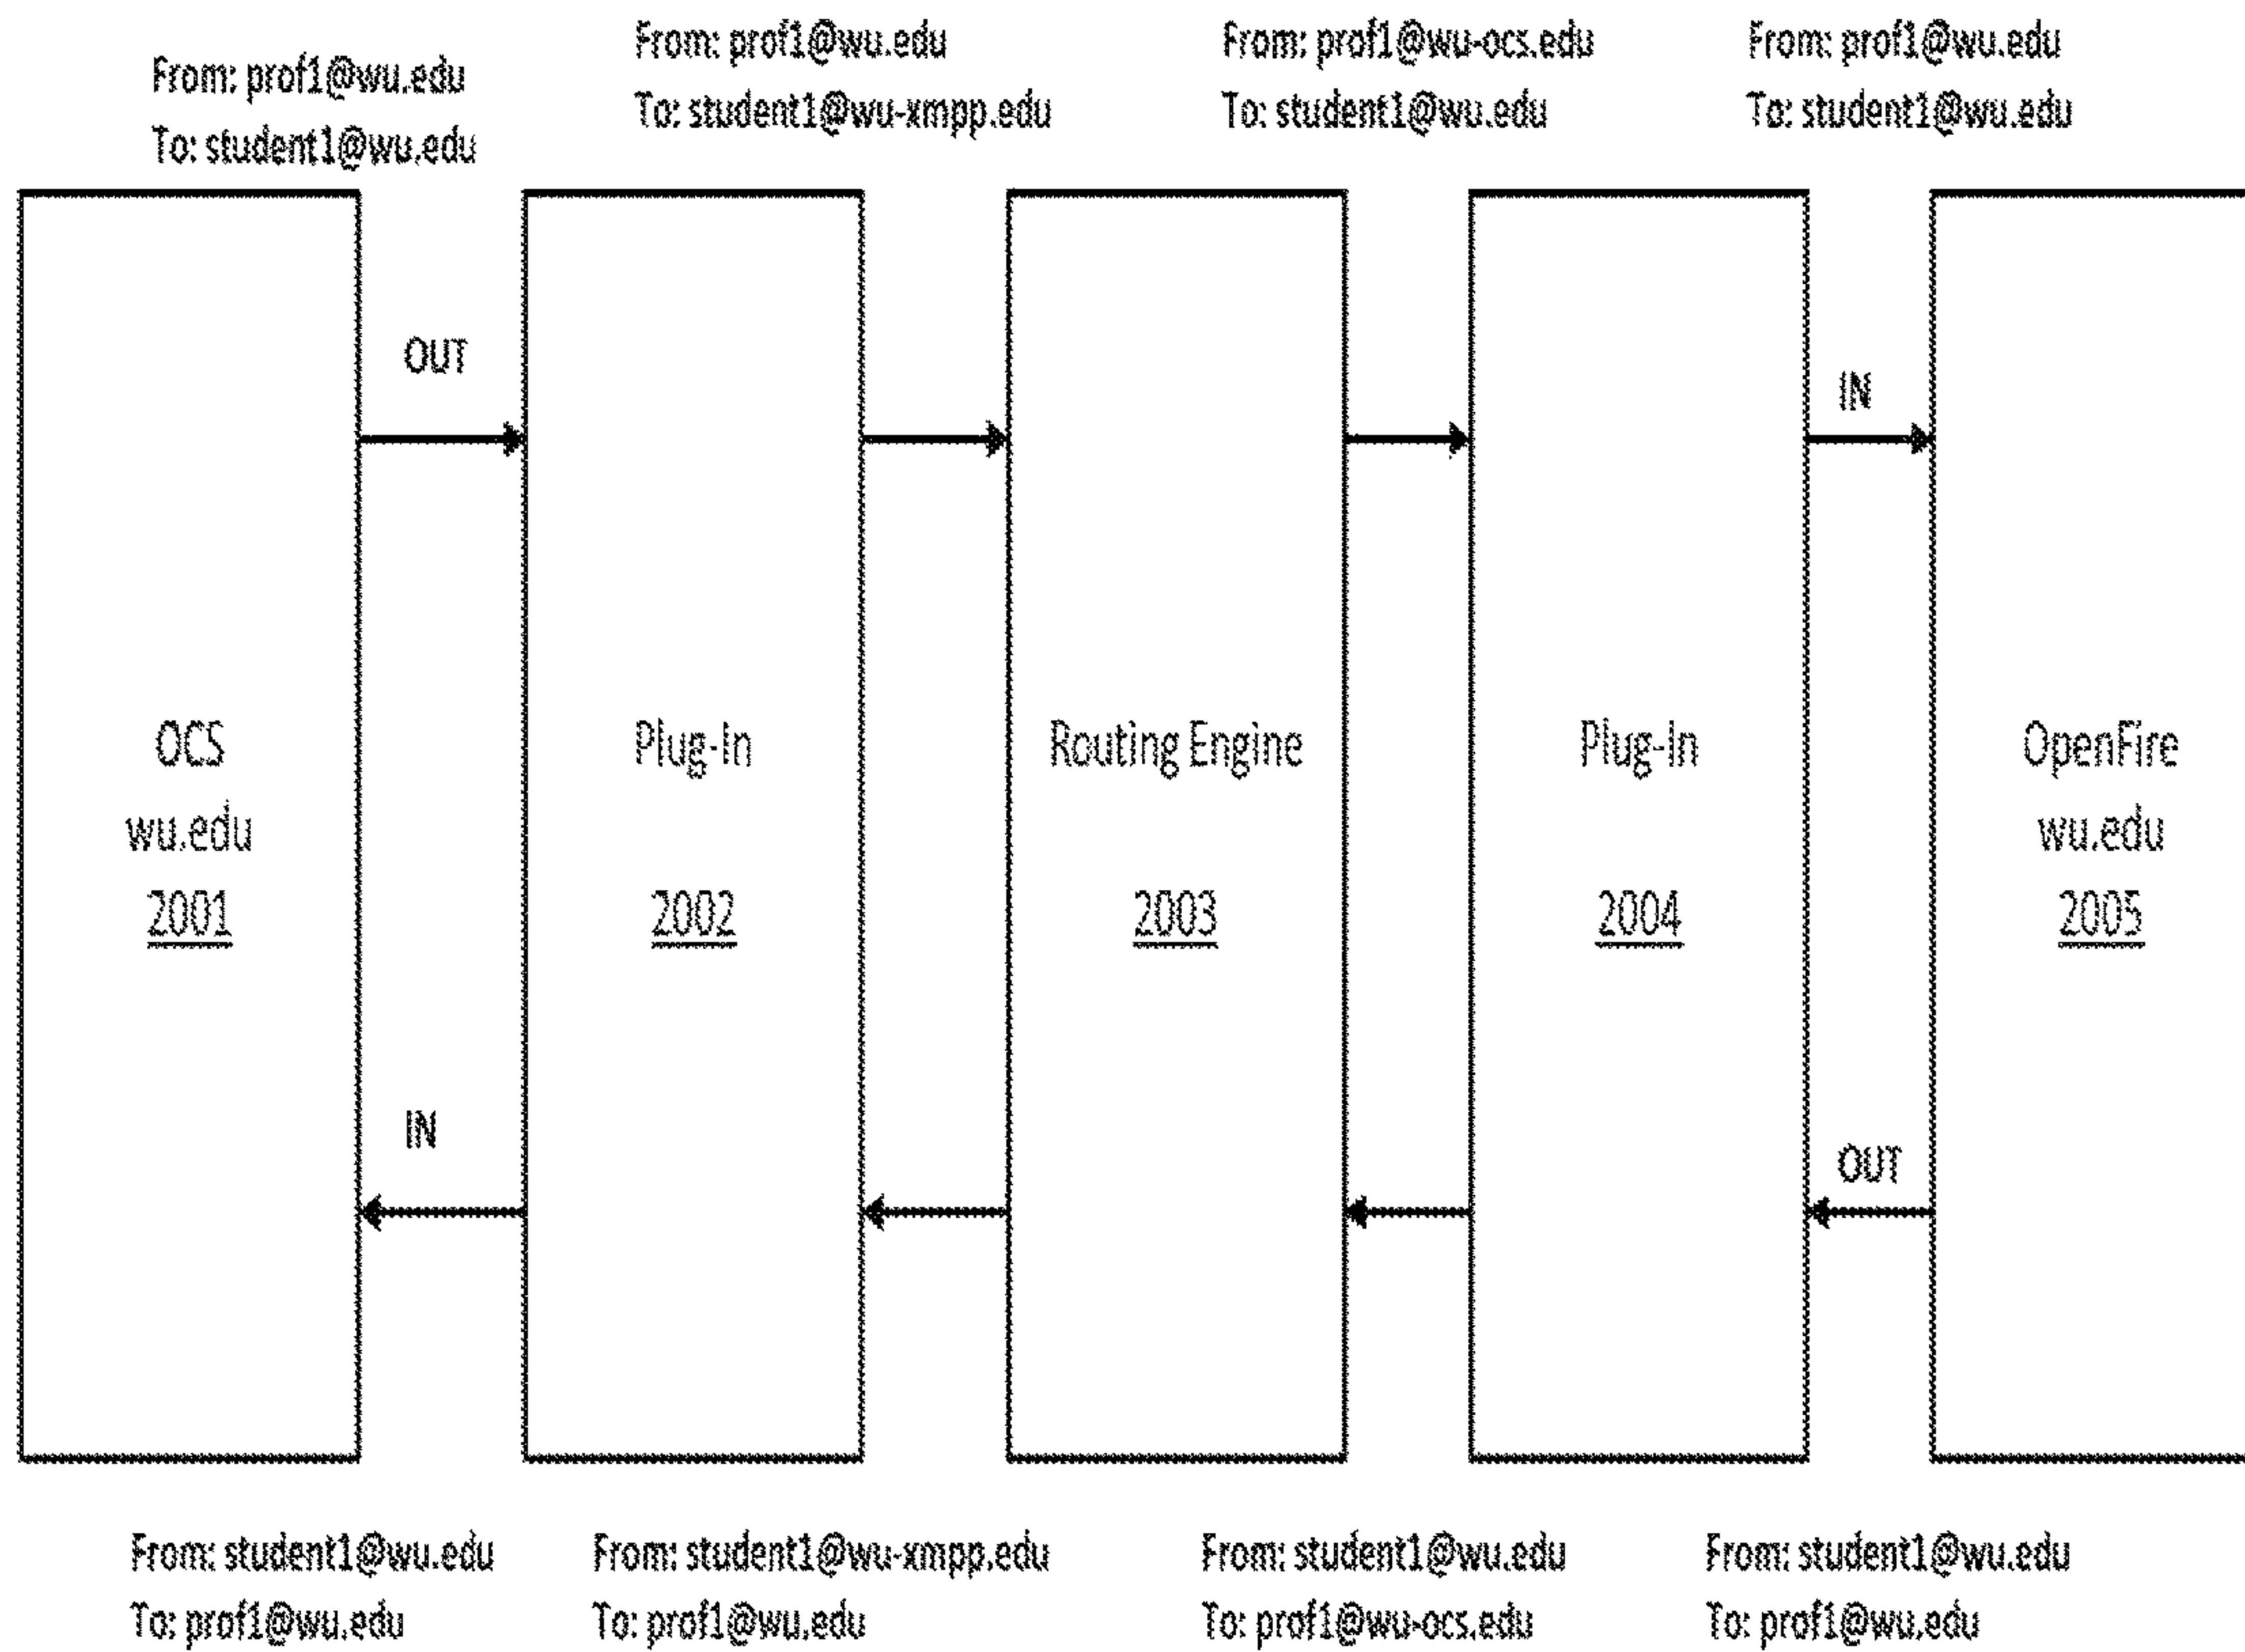 From: prof1@wu.edu
To: student1@wu.edu
From: prof1@wu.edu
To: student1@wu-xmpp.edu
From: prof1@wu-ocs.edu
To: student1@wu.edu
From: prof1@wu.edu
To: student1@wu.edu
OUT
IN
OCS
wu.edu
2001
Plug-In
2002
Routing Engine
2003
Plug-In
2004
OpenFire
wu.edu
2005
IN
OUT
From: student1@wu.edu
To: prof1@wu.edu
From: student1@wu-xmpp.edu
To: prof1@wu.edu
From: student1@wu.edu
To: prof1@wu-ocs.edu
From: student1@wu.edu
To: prof1@wu.edu